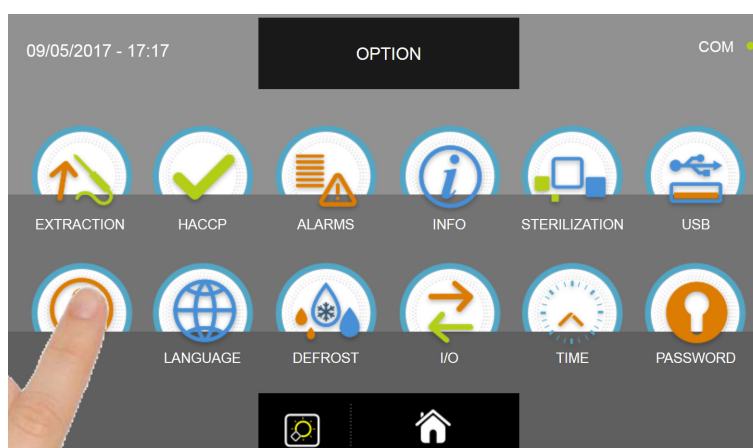 09/05/2017 - 17:17
OPTION
COM
EXTRACTION
HACCP
ALARMS
INFO
STERILIZATION
USB
LANGUAGE
DEFROST
I/O
TIME
PASSWORD